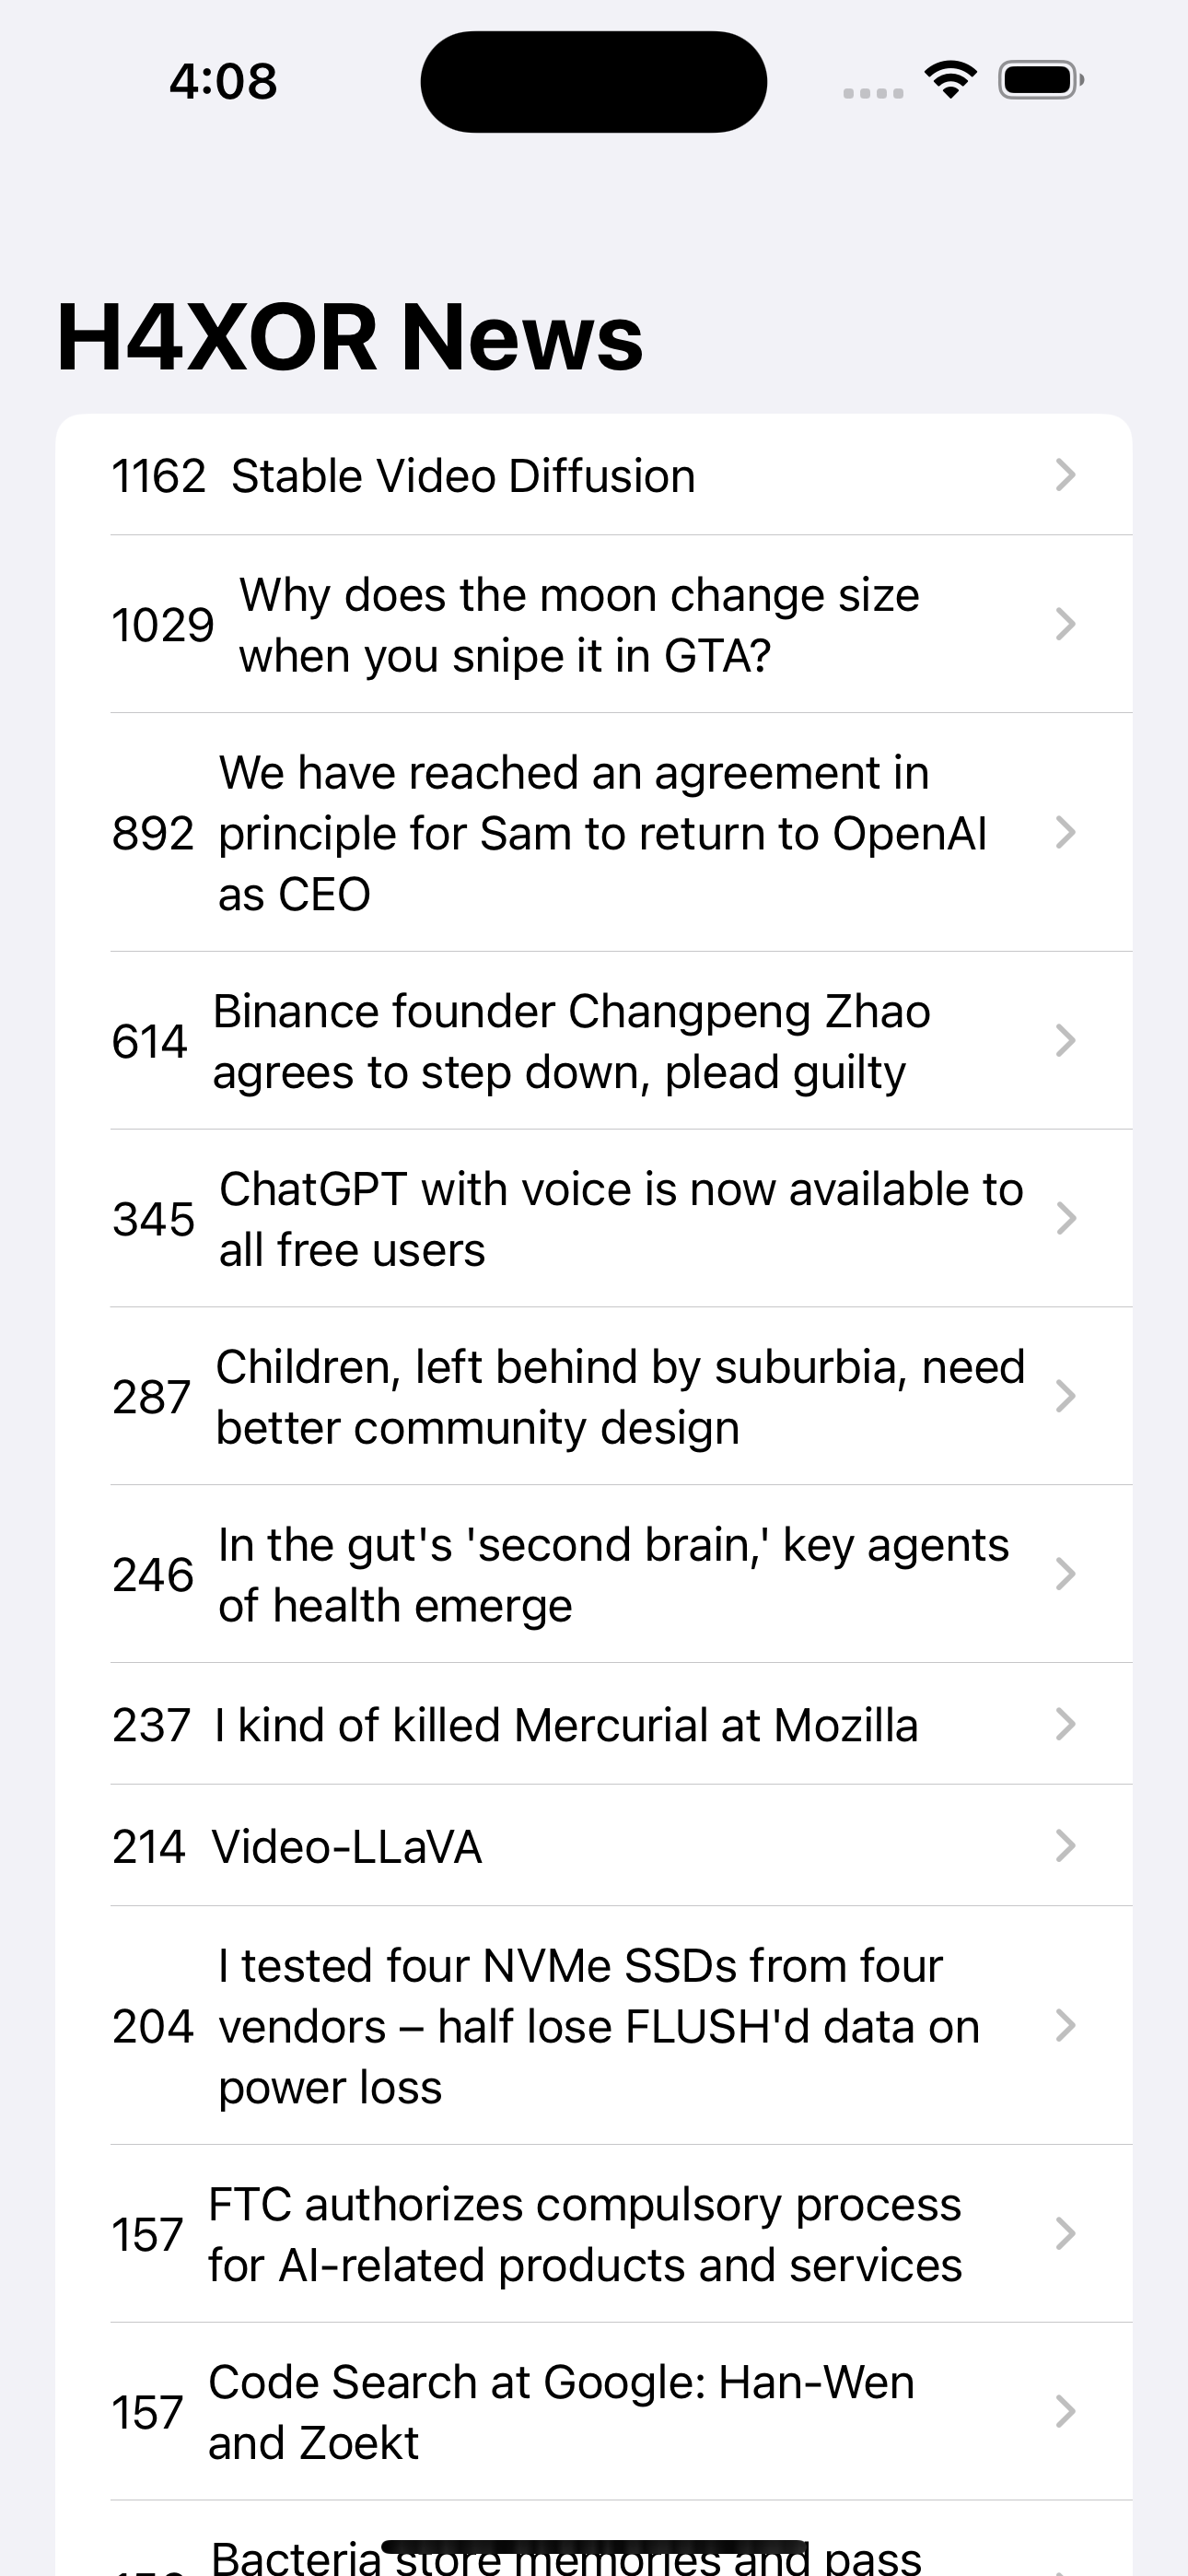 4:08
H4XOR News
1162 Stable Video Diffusion
1029 Why does the moon change size
when you snipe it in GTA?
We have reached an agreement in
892 principle for Sam to return to OpenAI
as CEO
614 Binance founder Changpeng Zhao
agrees to step down, plead guilty
345 ChatGPT with voice is now available to
all free users
287 Children, left behind by suburbia, need
better community design
246 In the gut's 'second brain,' key agents
of health emerge
237 I kind of killed Mercurial at Mozilla
214 Video-LLaVA
I tested four NVMe SSDs from four
204 vendors – half lose FLUSH'd data on
power loss
157 FTC authorizes compulsory process
for AI-related products and services
157 Code Search at Google: Han-Wen
and Zoekt
Bacteria store memories and pass